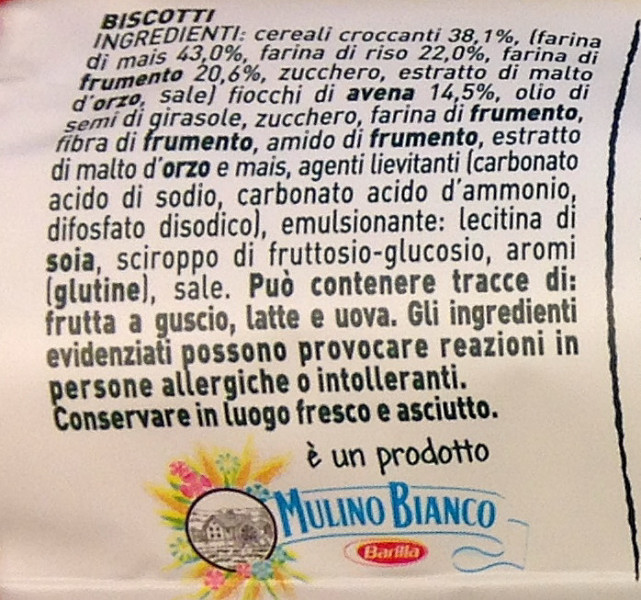 BISCOTTI
INGREDIENTI: cereali croccanti 38,1%, (farina
di mais 43,0%, farina di riso 22,0%, farina di
frumento 20,6%, zucchero, estratto di malto
d'orzo, sale) fiocchi di avena 14,5%, olio di
semi di girasole, zucchero, farina di frumento,
fibra di frumento, amido di frumento, estratto
di malto d'orzo e mais, agenti lievitanti (carbonato
acido di sodio, carbonato acido d'ammonio,
difosfato disodico), emulsionante: lecitina di
soia, sciroppo di fruttosio-glucosio, aromi
(glutine), sale. Può contenere tracce di:
frutta a guscio, latte e uova. Gli ingredienti
evidenziati possono provocare reazioni in
persone allergiche o intolleranti.
Conservare in luogo fresco e asciutto.
è un prodotto
MULINO BIANCO
Barilla